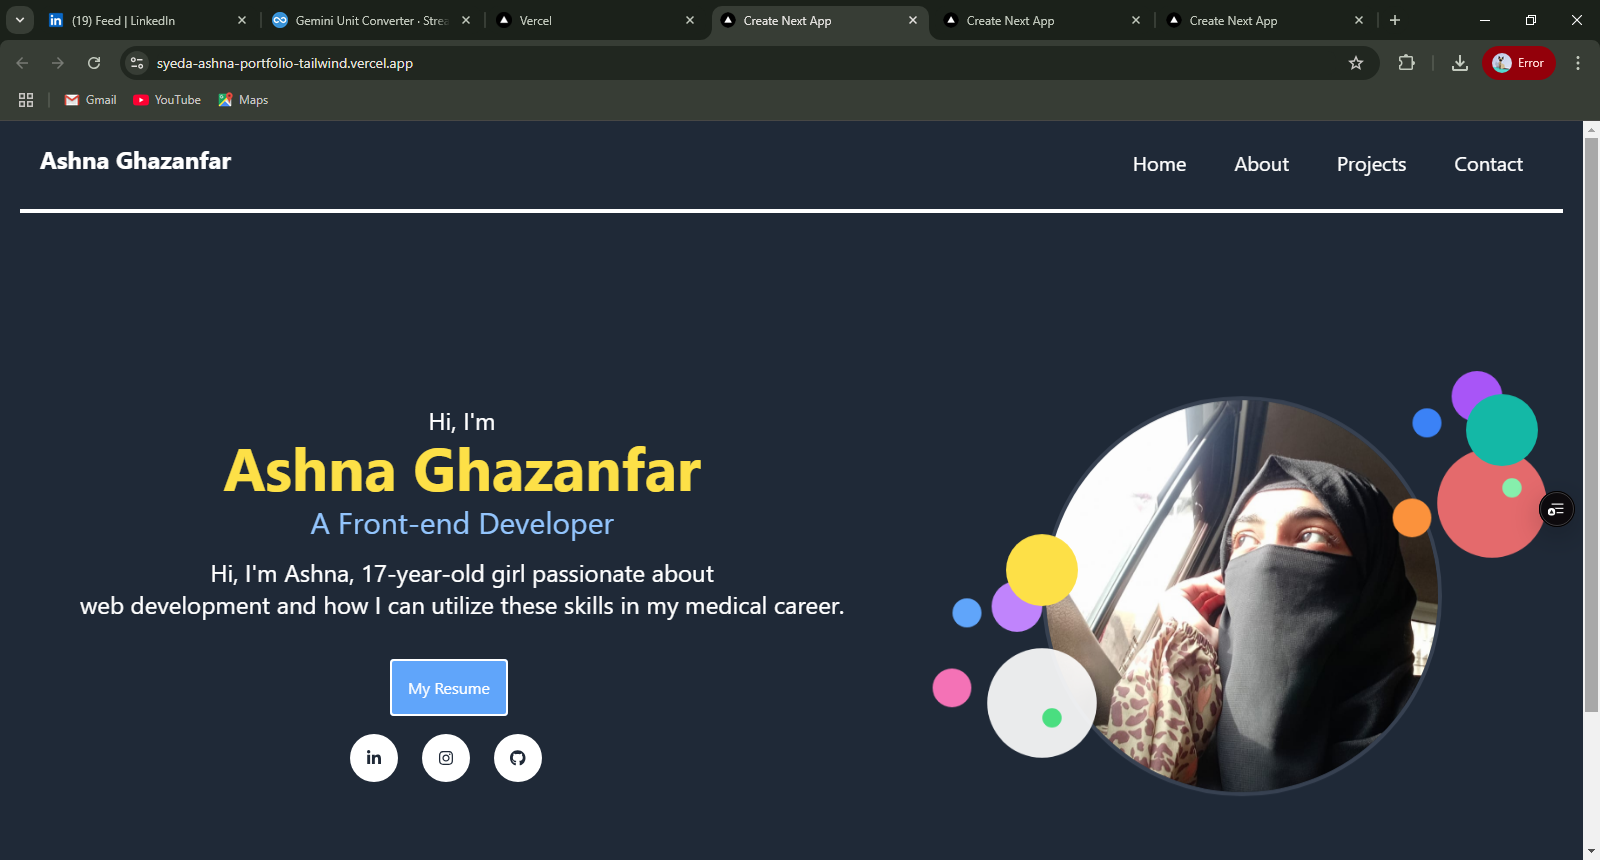 (19) Feed | LinkedIn
Gemini Unit Converter · Strea
Vercel
Create Next App
Create Next App
Create Next App
syeda-ashna-portfolio-tailwind.vercel.app
Error
Gmail
YouTube
Maps
Ashna Ghazanfar
Home
About
Projects
Contact
Hi, I'm
Ashna Ghazanfar
A Front-end Developer
Hi, I'm Ashna, 17-year-old girl passionate about
web development and how I can utilize these skills in my medical career.
My Resume
in